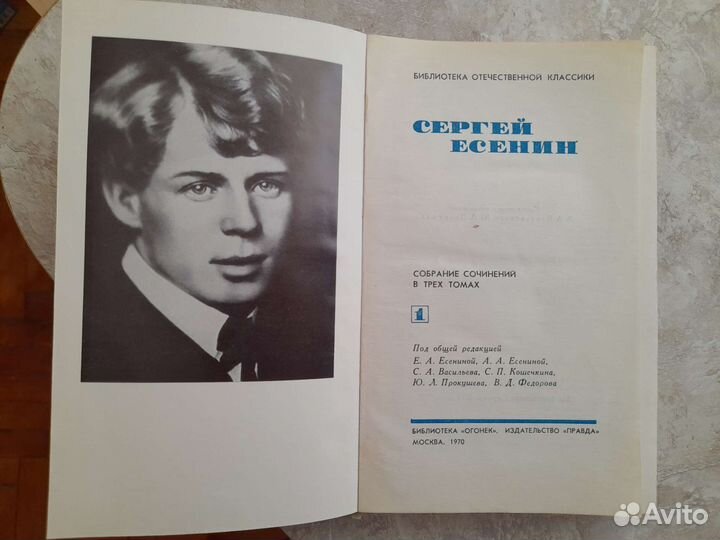 БИБЛИОТЕКА ОТЕЧЕСТВЕННОЙ КЛАССИКИ
СЕРГЕЙ
ЕСЕНИН
СОБРАНИЕ СОЧИНЕНИЙ
В ТРЕХ ТОМАХ
1
Под общей редакцией
Е. А. Есениной, А. А. Есениной,
С. А. Васильева, С. П. Кошечкина,
Ю. Л. Прокушева, В. Д. Федорова
БИБЛИОТЕКА «ОГОНЕК». ИЗДАТЕЛЬСТВО «ПРАВДА»
МОСКВА. 1970
Avito